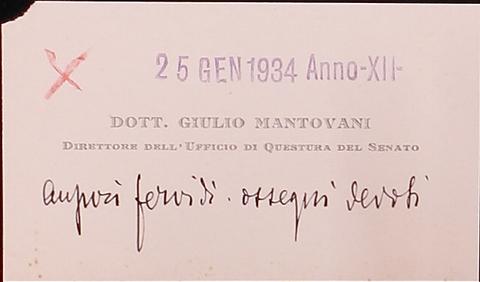 25 GEN 1934 Anno-XII-
DOTT. GIULIO MANTOVANI
DIRETTORE DELL'UFFICIO DI QUESTURA DEL SENATO
auguri fervidi - ossequi devoti